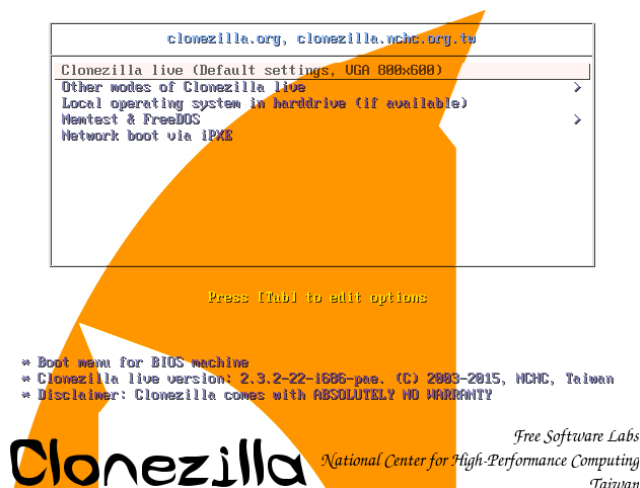 clonezilla.org, clonezilla.nchc.org.tw
Clonezilla live (Default settings, VGA 800x600)
Other modes of Clonezilla live >
Local operating system in harddrive (if available)
Memtest & FreeDOS >
Network boot via iPXE
Press [Tab] to edit options
* Boot menu for BIOS machine
* Clonezilla live version: 2.3.2-22-i686-pae. (C) 2003-2015, NCHC, Taiwan
* Disclaimer: Clonezilla comes with ABSOLUTELY NO WARRANTY
Free Software Labs
Clonezilla National Center for High-Performance Computing
Taiwan